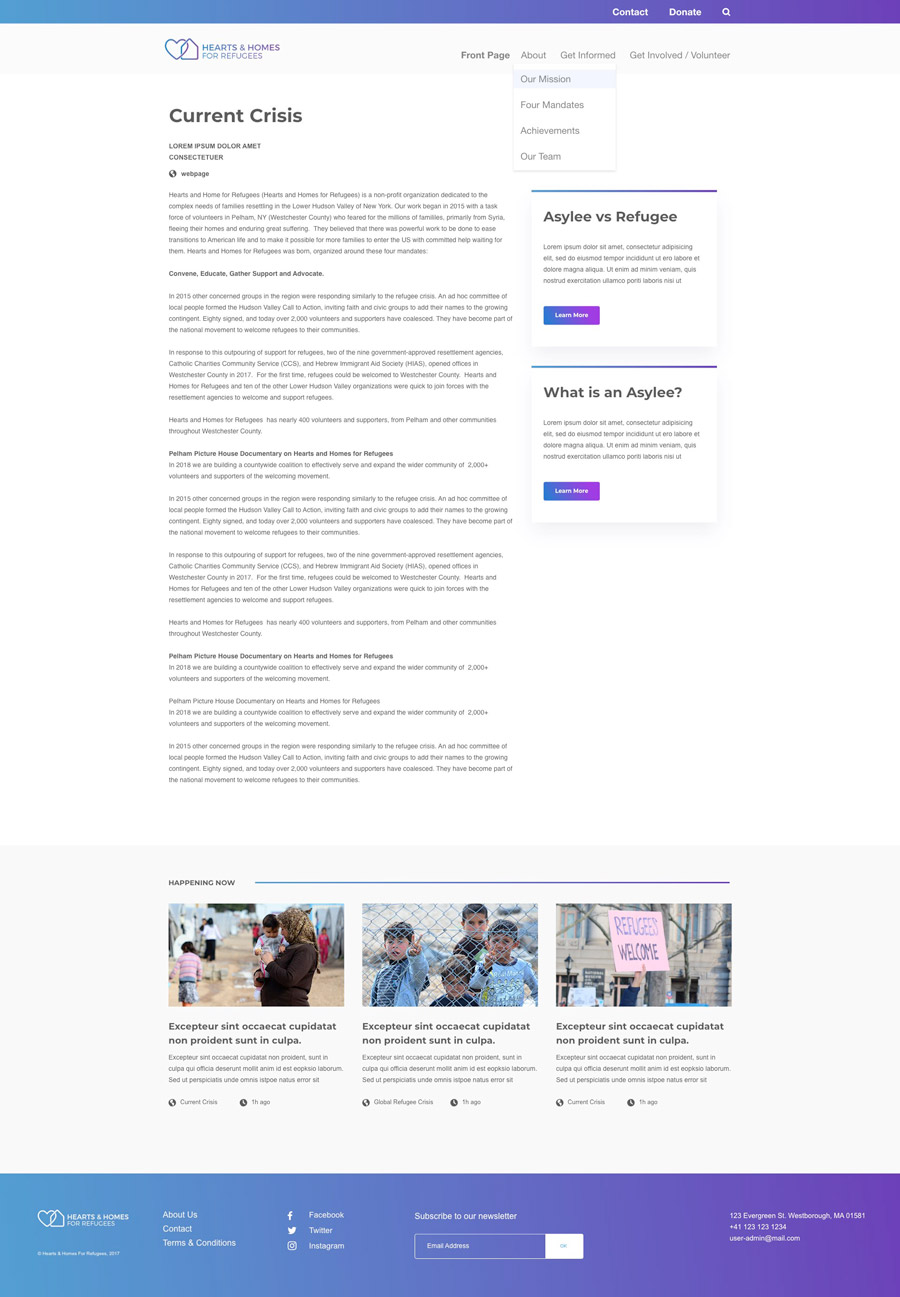 Contact Donate
HEARTS & HOMES
FOR REFUGEES
Front Page About Get Informed Get Involved / Volunteer
Our Mission
Four Mandates
Achievements
Our Team
Current Crisis
LOREM IPSUM DOLOR AMET
CONSECTETUER
webpage
Hearts and Home for Refugees (Hearts and Homes for Refugees) is a non-profit organization dedicated to the
complex needs of families resettling in the Lower Hudson Valley of New York. Our work began in 2015 with a task
force of volunteers in Pelham, NY (Westchester County) who feared for the millions of families, primarily from Syria,
fleeing their homes and enduring great suffering.  They believed that there was powerful work to be done to ease
transitions to American life and to make it possible for more families to enter the US with committed help waiting for
them. Hearts and Homes for Refugees was born, organized around these four mandates:
Convene, Educate, Gather Support and Advocate.
In 2015 other concerned groups in the region were responding similarly to the refugee crisis. An ad hoc committee of
local people formed the Hudson Valley Call to Action, inviting faith and civic groups to add their names to the growing
contingent. Eighty signed, and today over 2,000 volunteers and supporters have coalesced. They have become part of
the national movement to welcome refugees to their communities.
In response to this outpouring of support for refugees, two of the nine government-approved resettlement agencies,
Catholic Charities Community Service (CCS), and Hebrew Immigrant Aid Society (HIAS), opened offices in
Westchester County in 2017.  For the first time, refugees could be welcomed to Westchester County.  Hearts and
Homes for Refugees and ten of the other Lower Hudson Valley organizations were quick to join forces with the
resettlement agencies to welcome and support refugees.
Hearts and Homes for Refugees  has nearly 400 volunteers and supporters, from Pelham and other communities
throughout Westchester County.
Pelham Picture House Documentary on Hearts and Homes for Refugees
In 2018 we are building a countywide coalition to effectively serve and expand the wider community of  2,000+
volunteers and supporters of the welcoming movement.
In 2015 other concerned groups in the region were responding similarly to the refugee crisis. An ad hoc committee of
local people formed the Hudson Valley Call to Action, inviting faith and civic groups to add their names to the growing
contingent. Eighty signed, and today over 2,000 volunteers and supporters have coalesced. They have become part of
the national movement to welcome refugees to their communities.
In response to this outpouring of support for refugees, two of the nine government-approved resettlement agencies,
Catholic Charities Community Service (CCS), and Hebrew Immigrant Aid Society (HIAS), opened offices in
Westchester County in 2017.  For the first time, refugees could be welcomed to Westchester County.  Hearts and
Homes for Refugees and ten of the other Lower Hudson Valley organizations were quick to join forces with the
resettlement agencies to welcome and support refugees.
Hearts and Homes for Refugees  has nearly 400 volunteers and supporters, from Pelham and other communities
throughout Westchester County.
Pelham Picture House Documentary on Hearts and Homes for Refugees
In 2018 we are building a countywide coalition to effectively serve and expand the wider community of  2,000+
volunteers and supporters of the welcoming movement.
Pelham Picture House Documentary on Hearts and Homes for Refugees
In 2018 we are building a countywide coalition to effectively serve and expand the wider community of  2,000+
volunteers and supporters of the welcoming movement.
In 2015 other concerned groups in the region were responding similarly to the refugee crisis. An ad hoc committee of
local people formed the Hudson Valley Call to Action, inviting faith and civic groups to add their names to the growing
contingent. Eighty signed, and today over 2,000 volunteers and supporters have coalesced. They have become part of
the national movement to welcome refugees to their communities.
Asylee vs Refugee
Lorem ipsum dolor sit amet, consectetur adipisicing
elit, sed do eiusmod tempor incididunt ut ero labore et
dolore magna aliqua. Ut enim ad minim veniam, quis
nostrud exercitation ullamco ponti laboris nisi ut
Learn More
What is an Asylee?
Lorem ipsum dolor sit amet, consectetur adipisicing
elit, sed do eiusmod tempor incididunt ut ero labore et
dolore magna aliqua. Ut enim ad minim veniam, quis
nostrud exercitation ullamco ponti laboris nisi ut
Learn More
HAPPENING NOW
REFUGEES
WELCOME
Excepteur sint occaecat cupidatat
non proident sunt in culpa.
Excepteur sint occaecat cupidatat non proident, sunt in
culpa qui officia deserunt mollit anim id est eopksio laborum.
Sed ut perspiciatis unde omnis istpoe natus error sit
Current Crisis 1h ago
Excepteur sint occaecat cupidatat
non proident sunt in culpa.
Excepteur sint occaecat cupidatat non proident, sunt in
culpa qui officia deserunt mollit anim id est eopksio laborum.
Sed ut perspiciatis unde omnis istpoe natus error sit
Global Refugee Crisis 1h ago
Excepteur sint occaecat cupidatat
non proident sunt in culpa.
Excepteur sint occaecat cupidatat non proident, sunt in
culpa qui officia deserunt mollit anim id est eopksio laborum.
Sed ut perspiciatis unde omnis istpoe natus error sit
Current Crisis 1h ago
HEARTS & HOMES
FOR REFUGEES
© Hearts & Homes For Refugees, 2017
About Us
Contact
Terms & Conditions
Facebook
Twitter
Instagram
Subscribe to our newsletter
Email Address OK
123 Evergreen St. Westborough, MA 01581
+41 123 123 1234
user-admin@mail.com